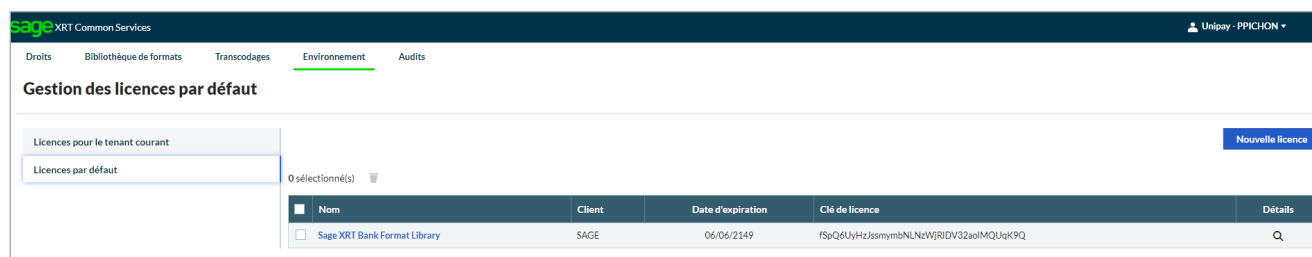 sage XRT Common Services
Unipay - PPICHON
Droits Bibliothèque de formats Transcodages Environnement Audits
Gestion des licences par défaut
Licences pour le tenant courant
Nouvelle licence
Licences par défaut
0 sélectionné(s)
Nom Client Date d'expiration Clé de licence Détails
Sage XRT Bank Format Library SAGE 06/06/2149 fSpQ6UyHzJssmymbNLNzWjRIDV32aolMQUqK9Q